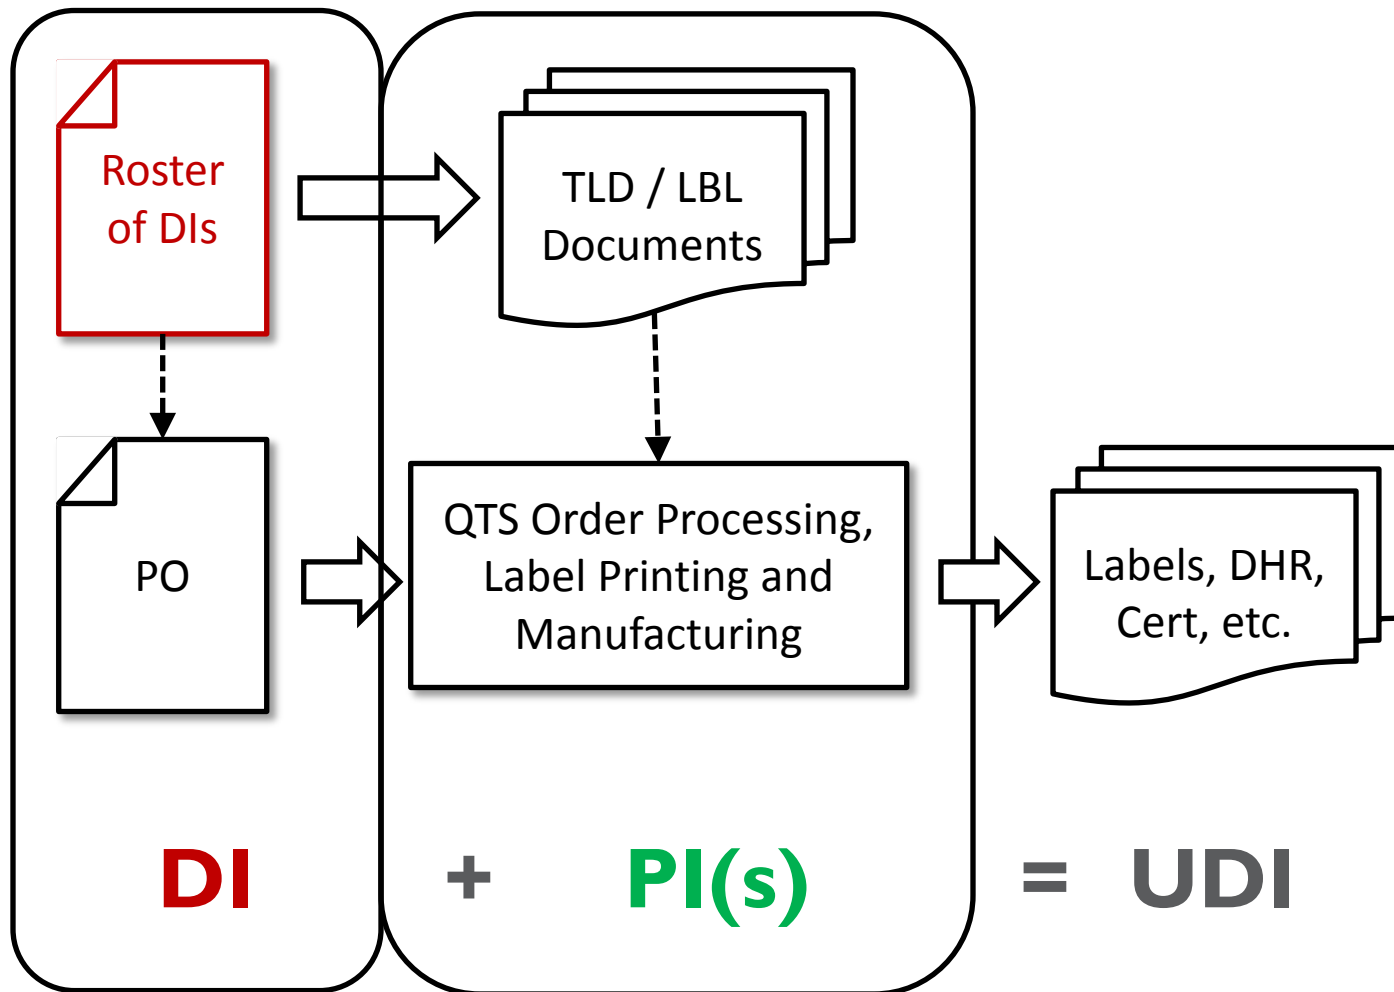 Roster
of DIs
TLD / LBL
Documents
PO
QTS Order Processing,
Label Printing and
Manufacturing
Labels, DHR,
Cert, etc.
DI + PI(s) = UDI